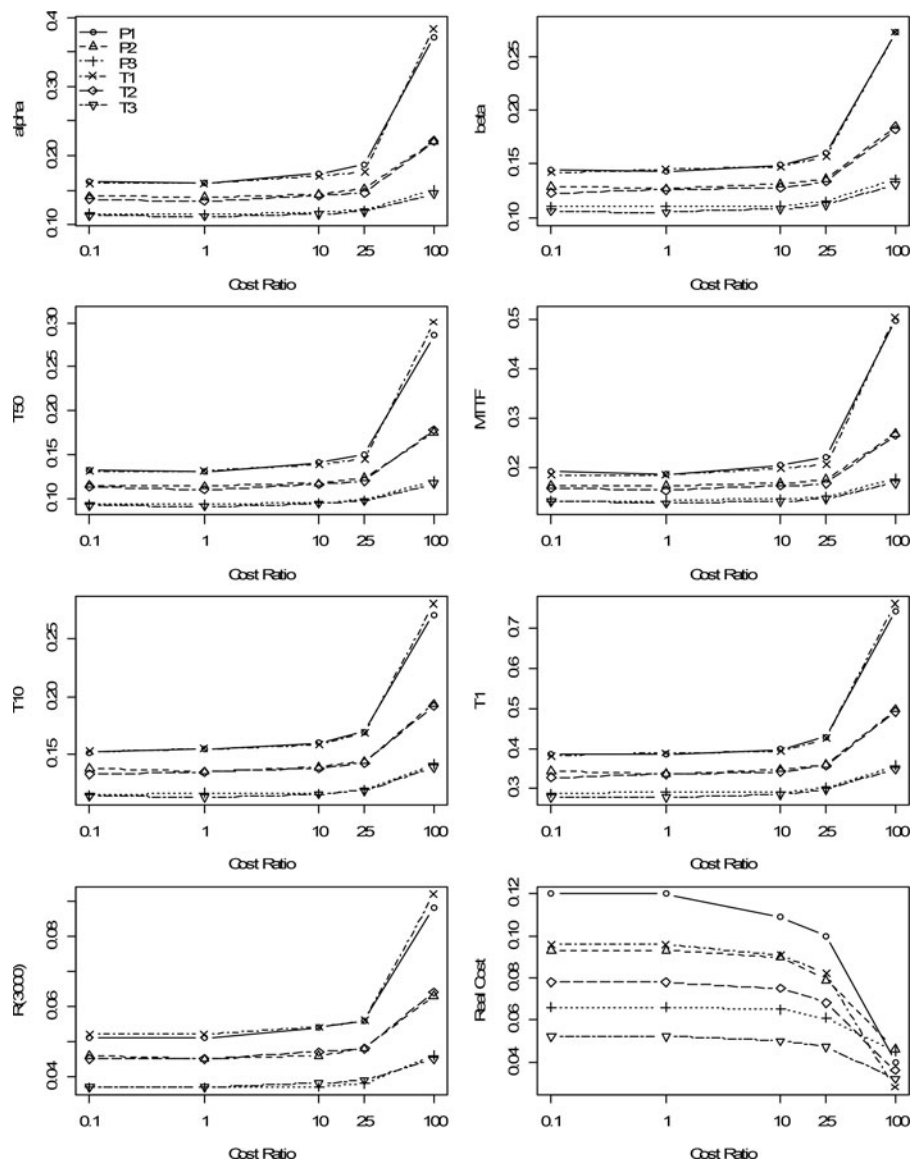 P1
P2
P3
T1
T2
T3
alpha
0.4
0.30
0.20
0.10
0.1 1 10 25 100
Cost Ratio
beta
0.25
0.20
0.15
0.10
0.1 1 10 25 100
Cost Ratio
T50
0.30
0.25
0.20
0.15
0.10
0.1 1 10 25 100
Cost Ratio
MTTF
0.5
0.4
0.3
0.2
0.1 1 10 25 100
Cost Ratio
T10
0.25
0.20
0.15
0.1 1 10 25 100
Cost Ratio
T1
0.7
0.6
0.5
0.4
0.3
0.1 1 10 25 100
Cost Ratio
R(3000)
0.08
0.06
0.04
0.1 1 10 25 100
Cost Ratio
Real Cost
0.12
0.10
0.08
0.06
0.04
0.1 1 10 25 100
Cost Ratio